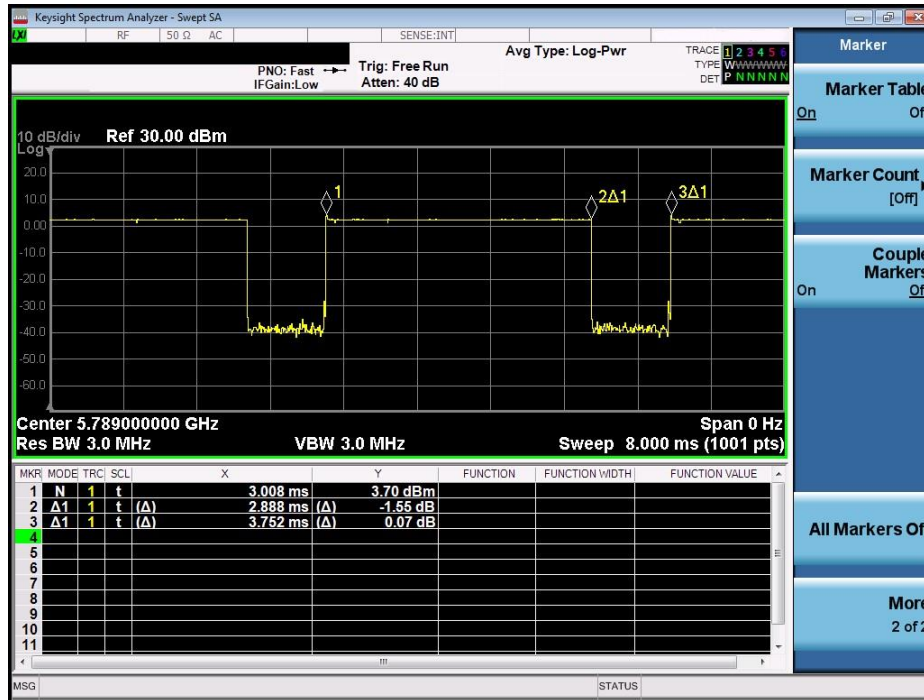 Keysight Spectrum Analyzer - Swept SA
LXI RF 50 Ω AC SENSE:INT
Marker
Avg Type: Log-Pwr TRACE 1 2 3 4 5 6
PNO: Fast Trig: Free Run TYPE W W W W W W
IFGain:Low Atten: 40 dB DET P N N N N N
Marker Table
On Of
10 dB/div Ref 30.00 dBm
Log
Marker Count
[Off]
20.0
1 2Δ1 3Δ1
10.0
0.00
Couple
Markers
On Of
-10.0
-20.0
-30.0
-40.0
-50.0
-60.0
Center 5.789000000 GHz Span 0 Hz
Res BW 3.0 MHz VBW 3.0 MHz Sweep 8.000 ms (1001 pts)
MKR MODE TRC SCL X Y FUNCTION FUNCTION WIDTH FUNCTION VALUE
1 N 1 t 3.008 ms 3.70 dBm
2 Δ1 1 t (Δ) 2.888 ms (Δ) -1.55 dB
3 Δ1 1 t (Δ) 3.752 ms (Δ) 0.07 dB
4
5
6
7
8
9
10
11
All Markers Of
More
2 of 2
MSG STATUS